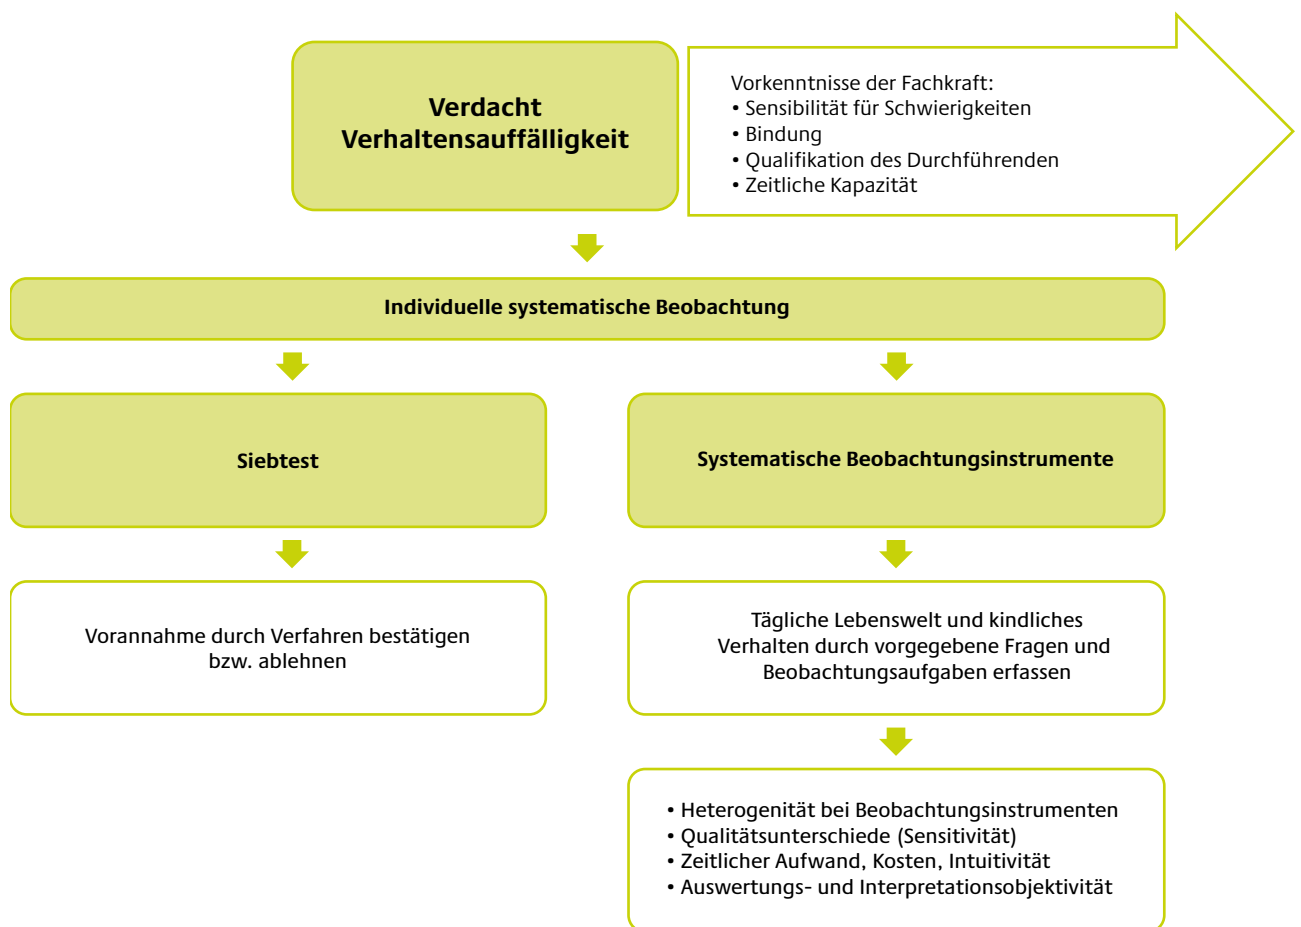 Verdacht
Verhaltensauffälligkeit
Vorkenntnisse der Fachkraft:
• Sensibilität für Schwierigkeiten
• Bindung
• Qualifikation des Durchführenden
• Zeitliche Kapazität
Individuelle systematische Beobachtung
Siebtest
Systematische Beobachtungsinstrumente
Vorannahme durch Verfahren bestätigen
bzw. ablehnen
Tägliche Lebenswelt und kindliches
Verhalten durch vorgegebene Fragen und
Beobachtungsaufgaben erfassen
• Heterogenität bei Beobachtungsinstrumenten
• Qualitätsunterschiede (Sensitivität)
• Zeitlicher Aufwand, Kosten, Intuitivität
• Auswertungs- und Interpretationsobjektivität